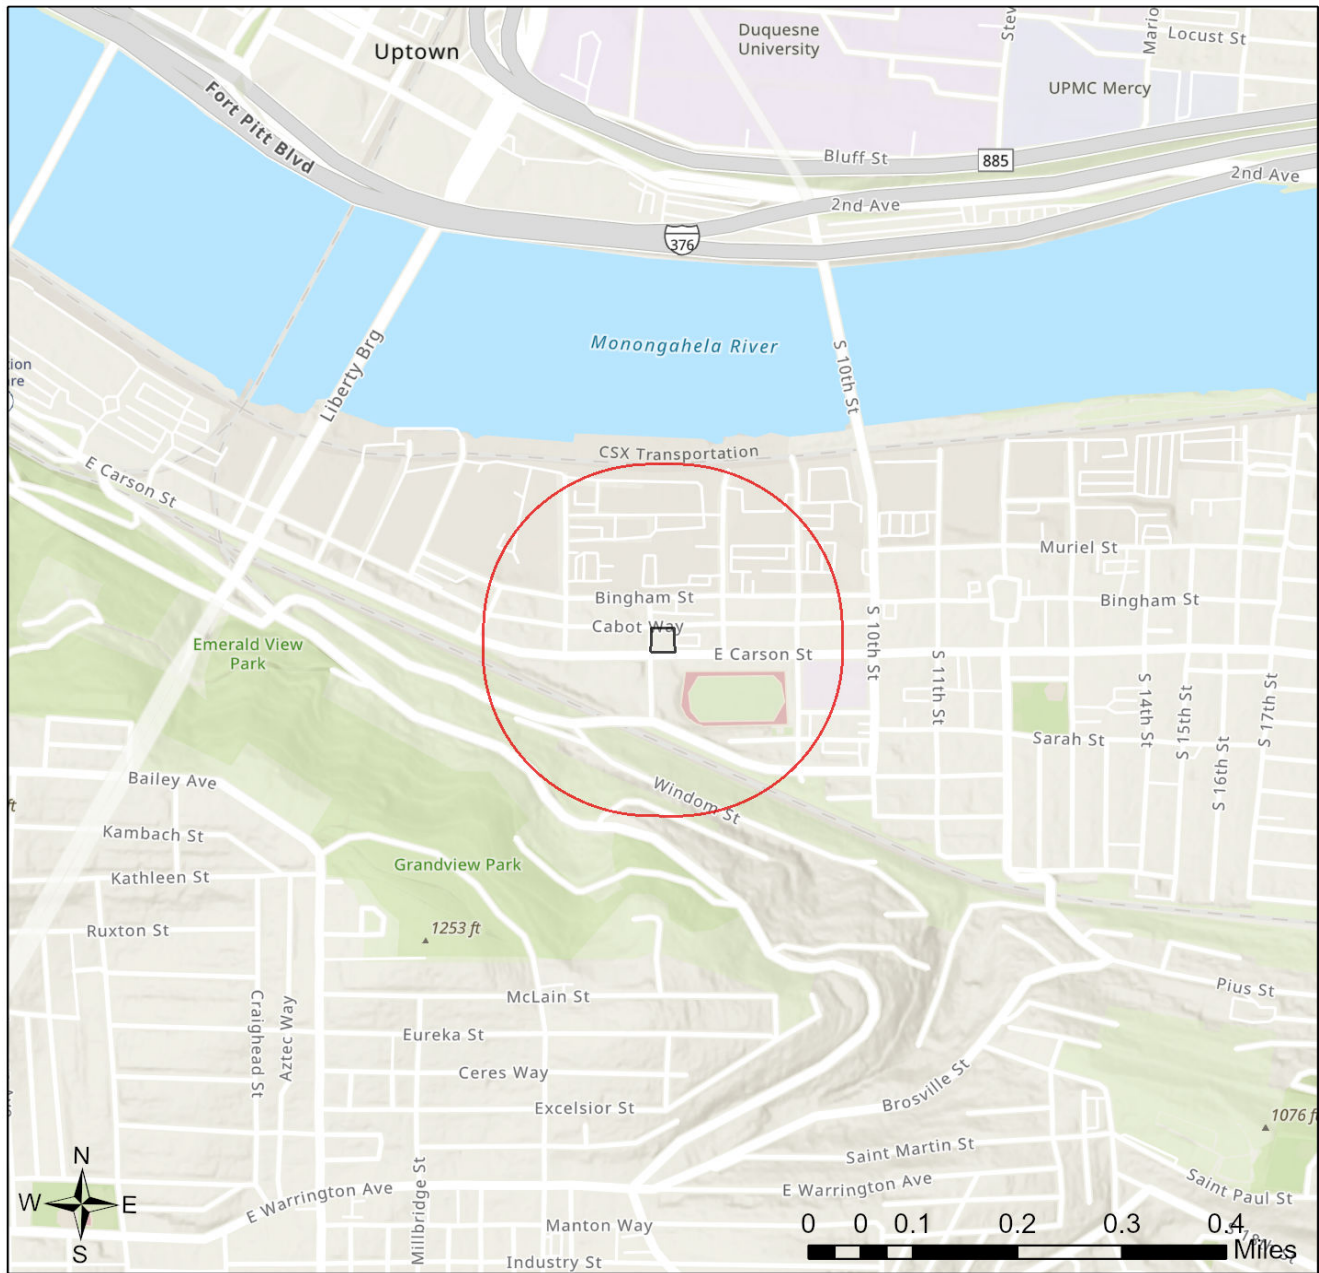 Uptown
Duquesne
University
Locust St
UPMC Mercy
Fort Pitt Blvd
Bluff St
885
2nd Ave
2nd Ave
376
Monongahela River
Liberty Brg
S 10th St
CSX Transportation
E Carson St
Muriel St
Bingham St
Bingham St
Cabot Way
E Carson St
Emerald View
Park
S 10th St
S 11th St
S 14th St
S 15th St
S 16th St
S 17th St
Sarah St
Bailey Ave
Windom St
Kambach St
Grandview Park
Kathleen St
1253 ft
Ruxton St
McLain St
Pius St
Craighead St
Aztec Way
Eureka St
Ceres Way
Excelsior St
Brosville St
1076 ft
Saint Martin St
Millbridge St
E Warrington Ave
E Warrington Ave
Saint Paul St
Manton Way
Industry St
N
W E
S
0 0 0.1 0.2 0.3 0.4
Miles